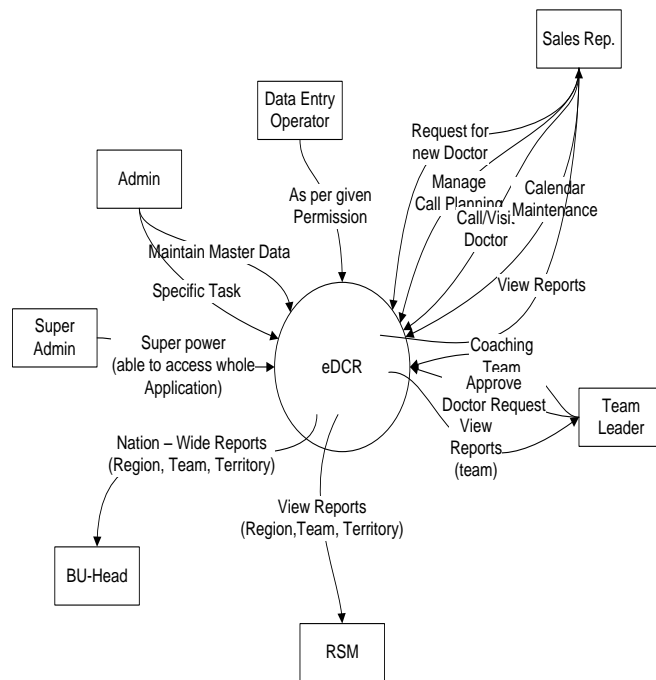 Sales Rep.
Data Entry
Operator
Request for
new Doctor
Admin
Manage
Call Planning
Calendar
Maintenance
As per given
Permission
Call/Visit
Doctor
Maintain Master Data
Specific Task
View Reports
Super
Admin
Super power
(able to access whole
Application)
eDCR
Coaching
Team
Approve
Doctor Request
View
Reports
(team)
Team
Leader
Nation – Wide Reports
(Region, Team, Territory)
View Reports
(Region,Team, Territory)
BU-Head
RSM